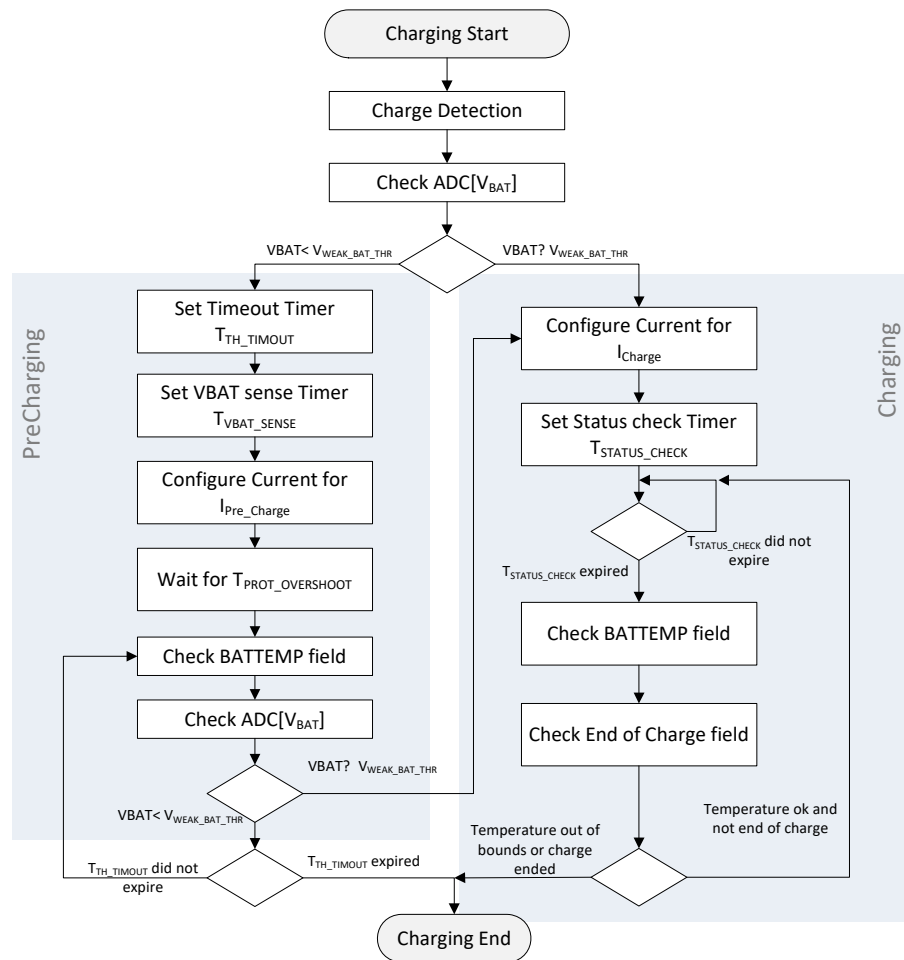 Charging Start
Charge Detection
Check ADC[VBAT]
VBAT< VWEAK_BAT_THR
VBAT? VWEAK_BAT_THR
PreCharging
Set Timeout Timer
TTH_TIMOUT
Set VBAT sense Timer
TVBAT_SENSE
Configure Current for
IPre_Charge
Wait for TPROT_OVERSHOOT
Check BATTEMP field
Check ADC[VBAT]
VBAT? VWEAK_BAT_THR
VBAT< VWEAK_BAT_THR
TTH_TIMOUT did not
expire
TTH_TIMOUT expired
Charging
Configure Current for
ICharge
Set Status check Timer
TSTATUS_CHECK
TSTATUS_CHECK did not
expire
TSTATUS_CHECK expired
Check BATTEMP field
Check End of Charge field
Temperature ok and
not end of charge
Temperature out of
bounds or charge
ended
Charging End